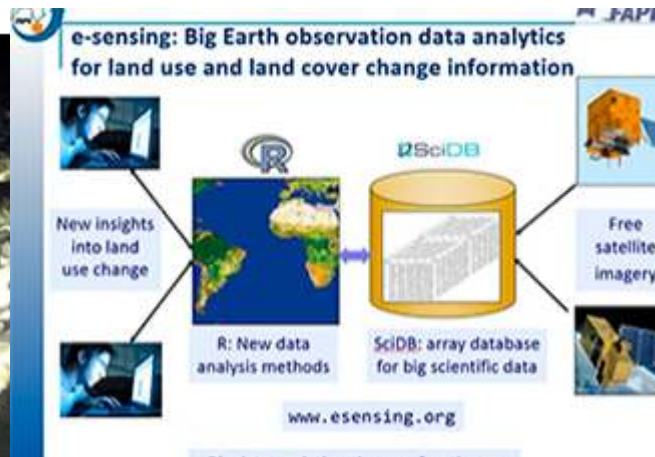 e-sensing: Big Earth observation data analytics
for land use and land cover change information
R
SciDB
New insights
into land
use change
Free
satellite
imagery
R: New data
analysis methods
SciDB: array database
for big scientific data
www.esensing.org